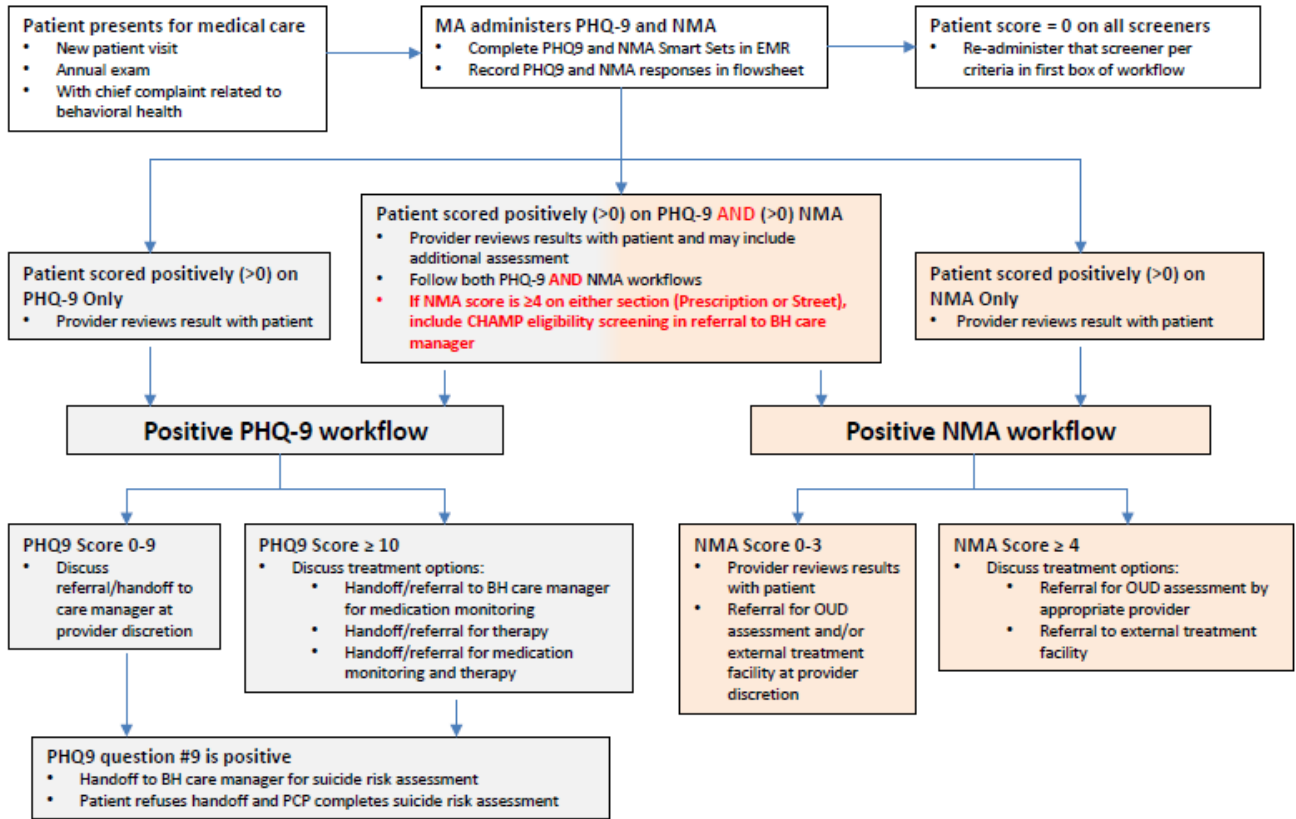 Patient presents for medical care
• New patient visit
• Annual exam
• With chief complaint related to
behavioral health
MA administers PHQ-9 and NMA
• Complete PHQ9 and NMA Smart Sets in EMR
• Record PHQ9 and NMA responses in flowsheet
Patient score = 0 on all screeners
• Re-administer that screener per
criteria in first box of workflow
Patient scored positively (>0) on
PHQ-9 Only
• Provider reviews result with patient
Patient scored positively (>0) on PHQ-9 AND (>0) NMA
• Provider reviews results with patient and may include
additional assessment
• Follow both PHQ-9 AND NMA workflows
• If NMA score is ≥4 on either section (Prescription or Street),
include CHAMP eligibility screening in referral to BH care
manager
Patient scored positively (>0) on
NMA Only
• Provider reviews result with patient
Positive PHQ-9 workflow
Positive NMA workflow
PHQ9 Score 0-9
• Discuss
referral/handoff to
care manager at
provider discretion
PHQ9 Score ≥ 10
• Discuss treatment options:
• Handoff/referral to BH care manager
for medication monitoring
• Handoff/referral for therapy
• Handoff/referral for medication
monitoring and therapy
NMA Score 0-3
• Provider reviews results
with patient
• Referral for OUD
assessment and/or
external treatment
facility at provider
discretion
NMA Score ≥ 4
• Discuss treatment options:
• Referral for OUD assessment by
appropriate provider
• Referral to external treatment
facility
PHQ9 question #9 is positive
• Handoff to BH care manager for suicide risk assessment
• Patient refuses handoff and PCP completes suicide risk assessment